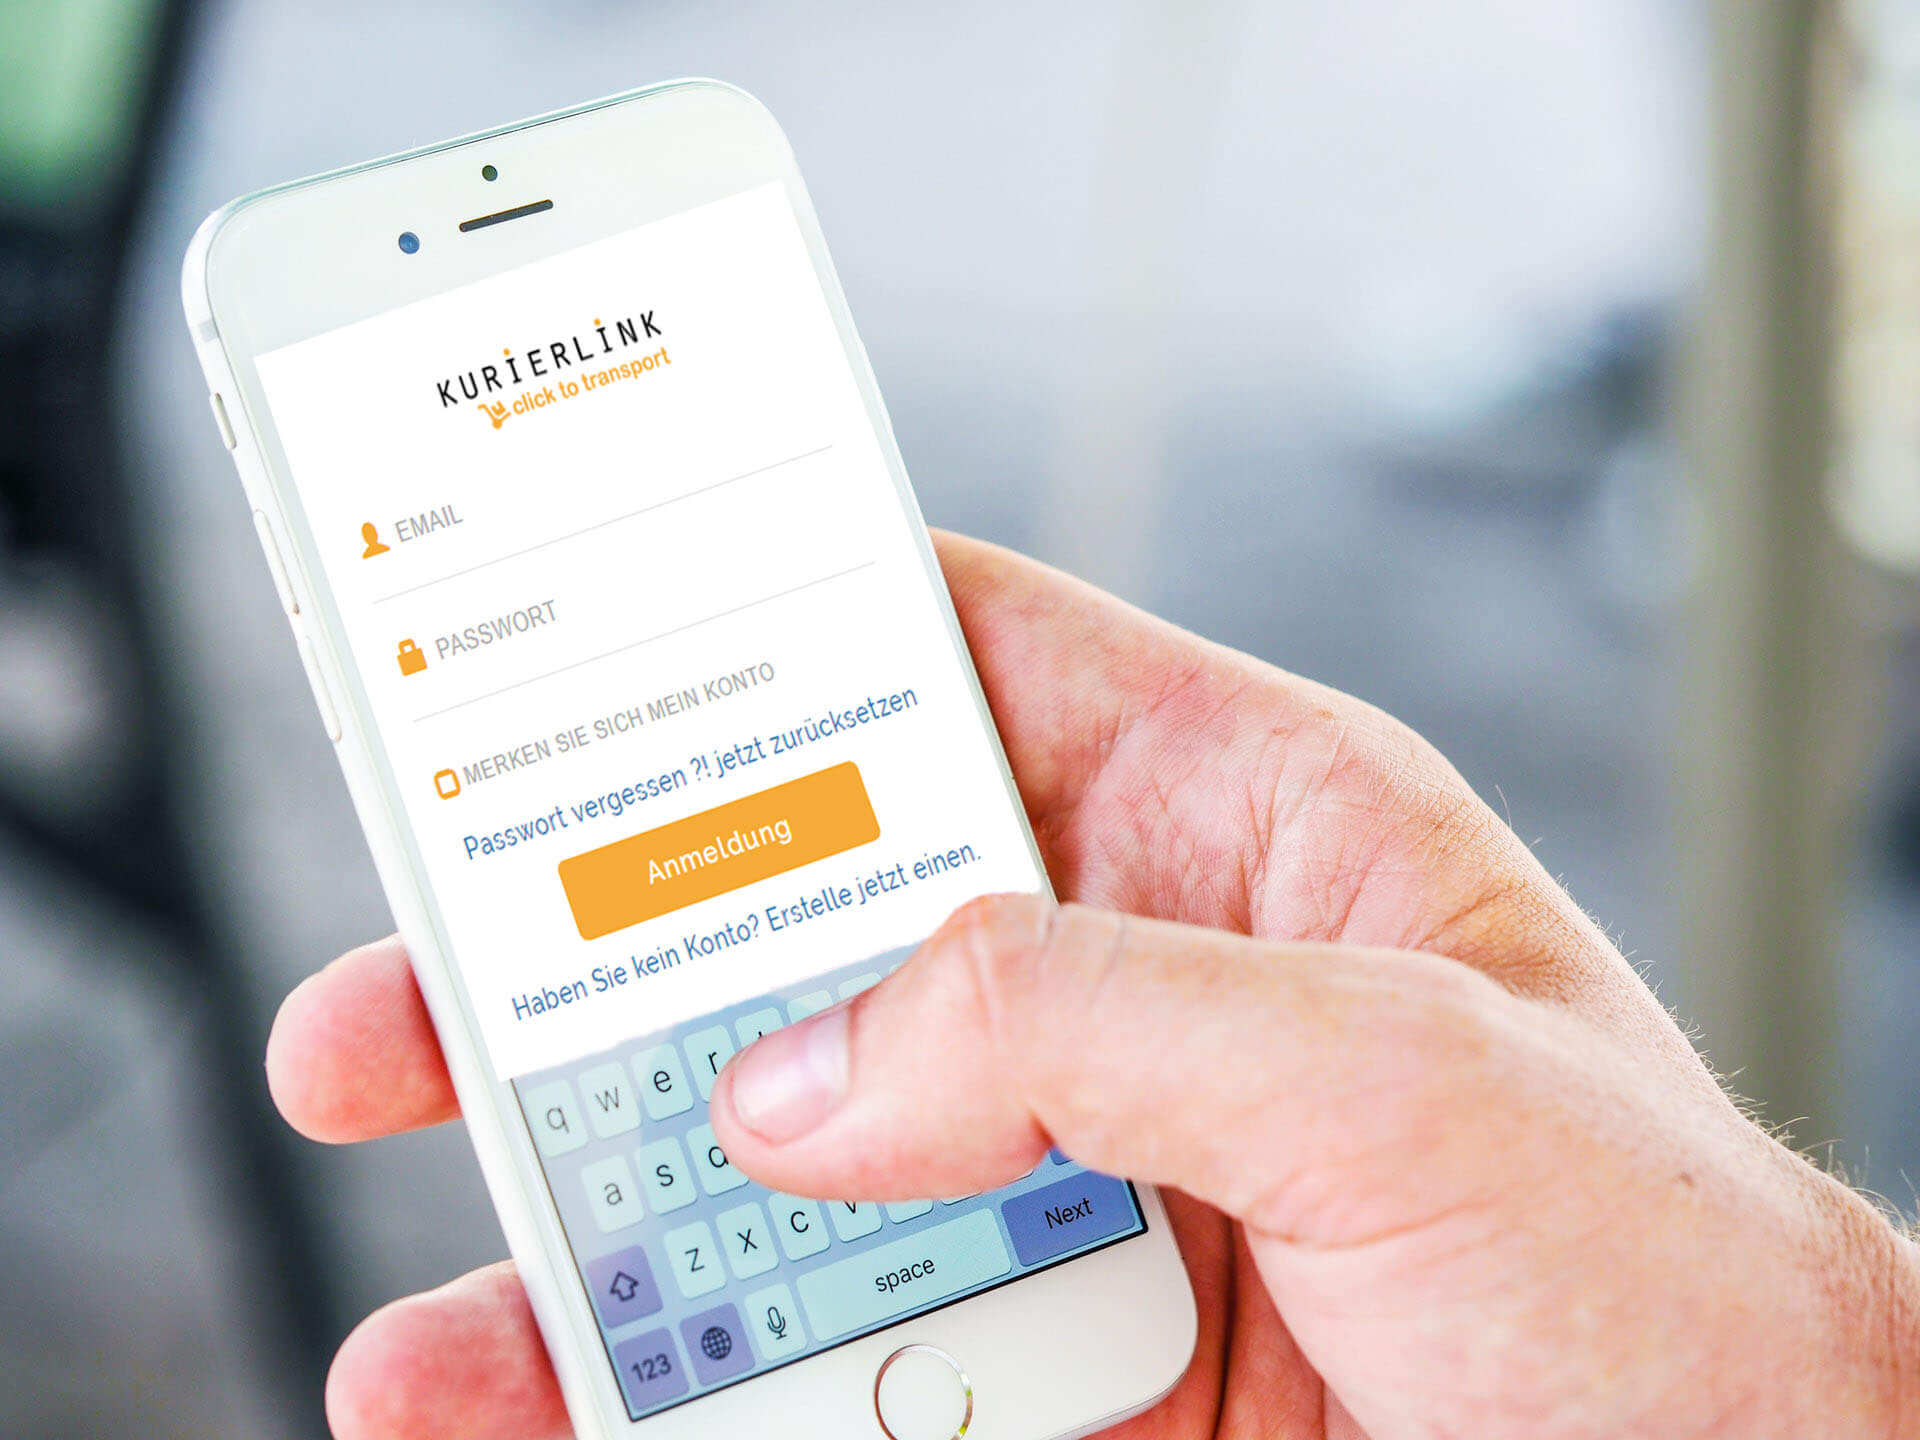 KURIERLINK
click to transport
EMAIL
PASSWORT
MERKEN SIE SICH MEIN KONTO
Passwort vergessen ?! jetzt zurücksetzen
Anmeldung
Haben Sie kein Konto? Erstelle jetzt einen.
q w e r
a s
z x c v
Next
123
space